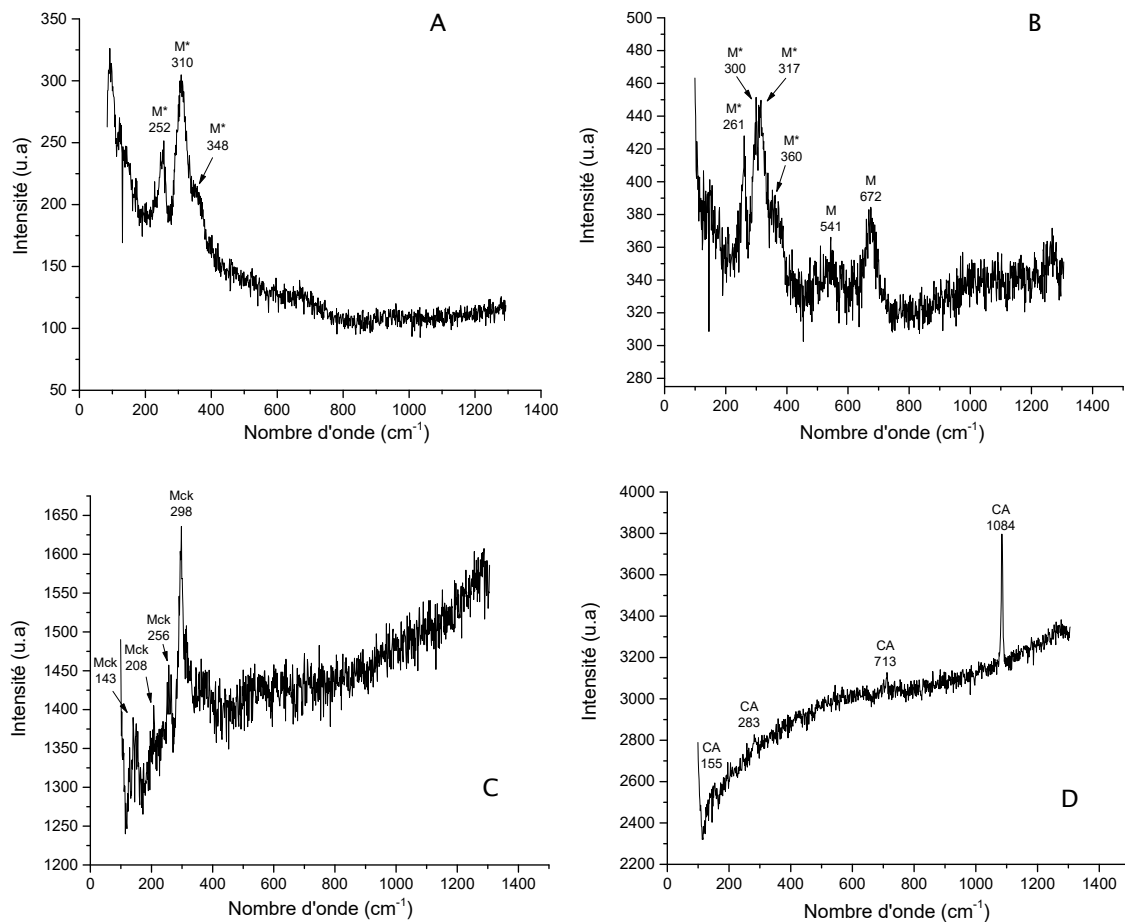 A
350
300
250
200
150
100
50
Intensité (u.a)
M*
252
M*
310
M*
348
0 200 400 600 800 1000 1200 1400
Nombre d'onde (cm-1)
B
500
480
460
440
420
400
380
360
340
320
300
280
Intensité (u.a)
M*
300
M*
317
M*
261
M*
360
M
541
M
672
0 200 400 600 800 1000 1200 1400
Nombre d'onde (cm-1)
C
1650
1600
1550
1500
1450
1400
1350
1300
1250
1200
Intensité (u.a)
Mck
298
Mck
256
Mck
208
Mck
143
0 200 400 600 800 1000 1200 1400
Nombre d'onde (cm-1)
D
4000
3800
3600
3400
3200
3000
2800
2600
2400
2200
Intensité (u.a)
CA
1084
CA
713
CA
283
CA
155
0 200 400 600 800 1000 1200 1400
Nombre d'onde (cm-1)